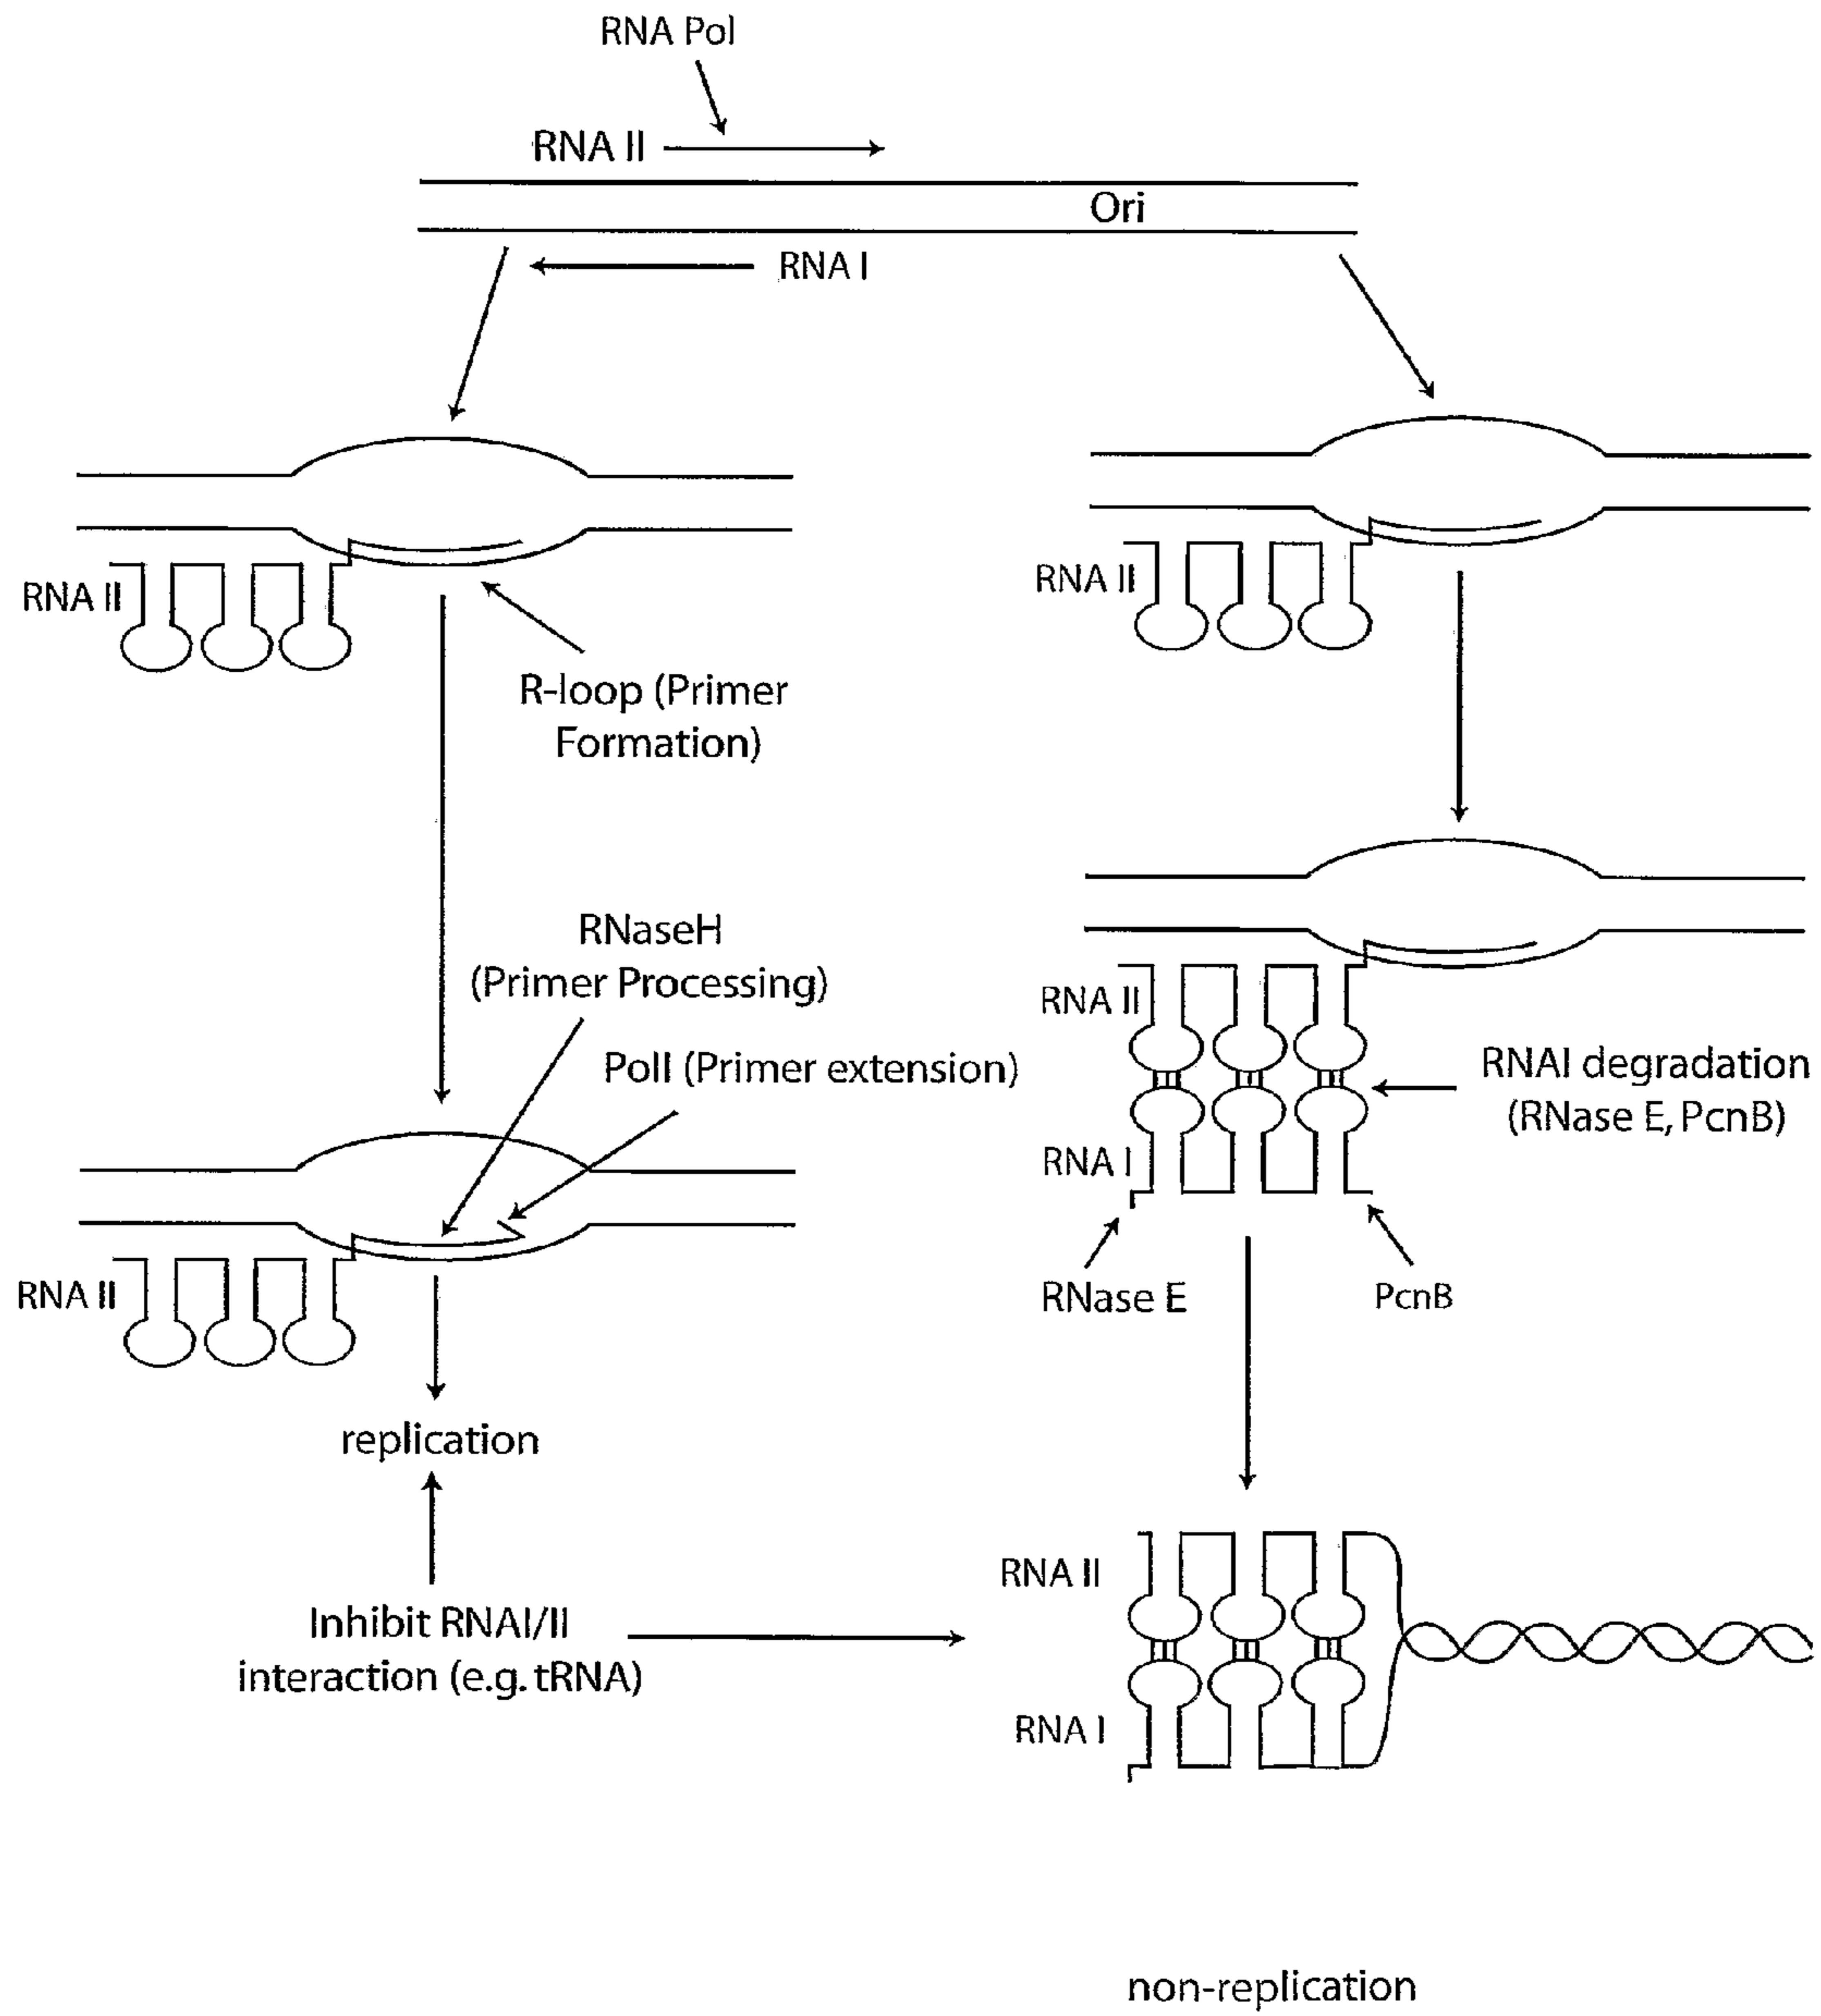 RNA Pol
RNA II
Ori
RNA I
RNA II
R-loop (Primer
Formation)
RNA II
RNaseH
(Primer Processing)
PolI (Primer extension)
RNA II
RNAI degradation
(RNase E, PcnB)
RNA I
RNase E
PcnB
RNA II
replication
Inhibit RNAI/II
interaction (e.g. tRNA)
RNA II
RNA I
non-replication